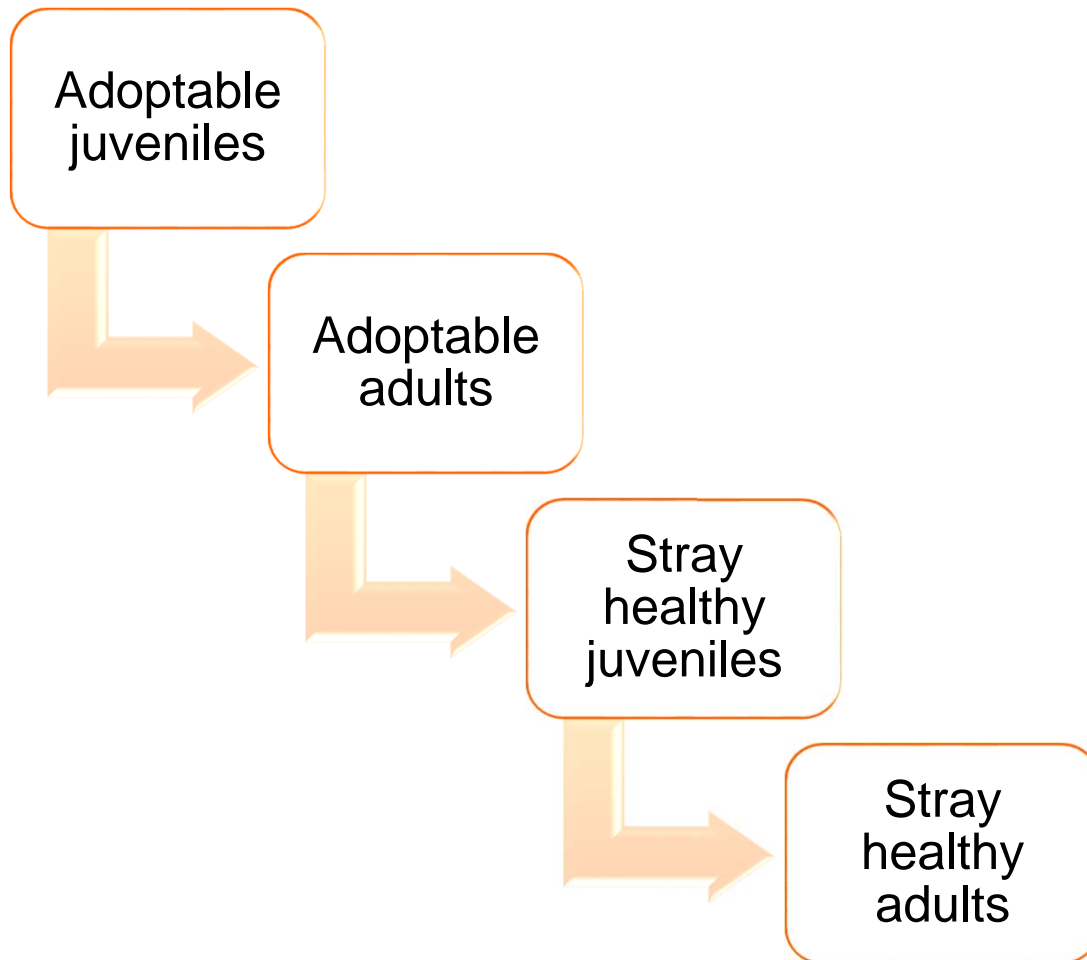 Adoptable
juveniles
Adoptable
adults
Stray
healthy
juveniles
Stray
healthy
adults